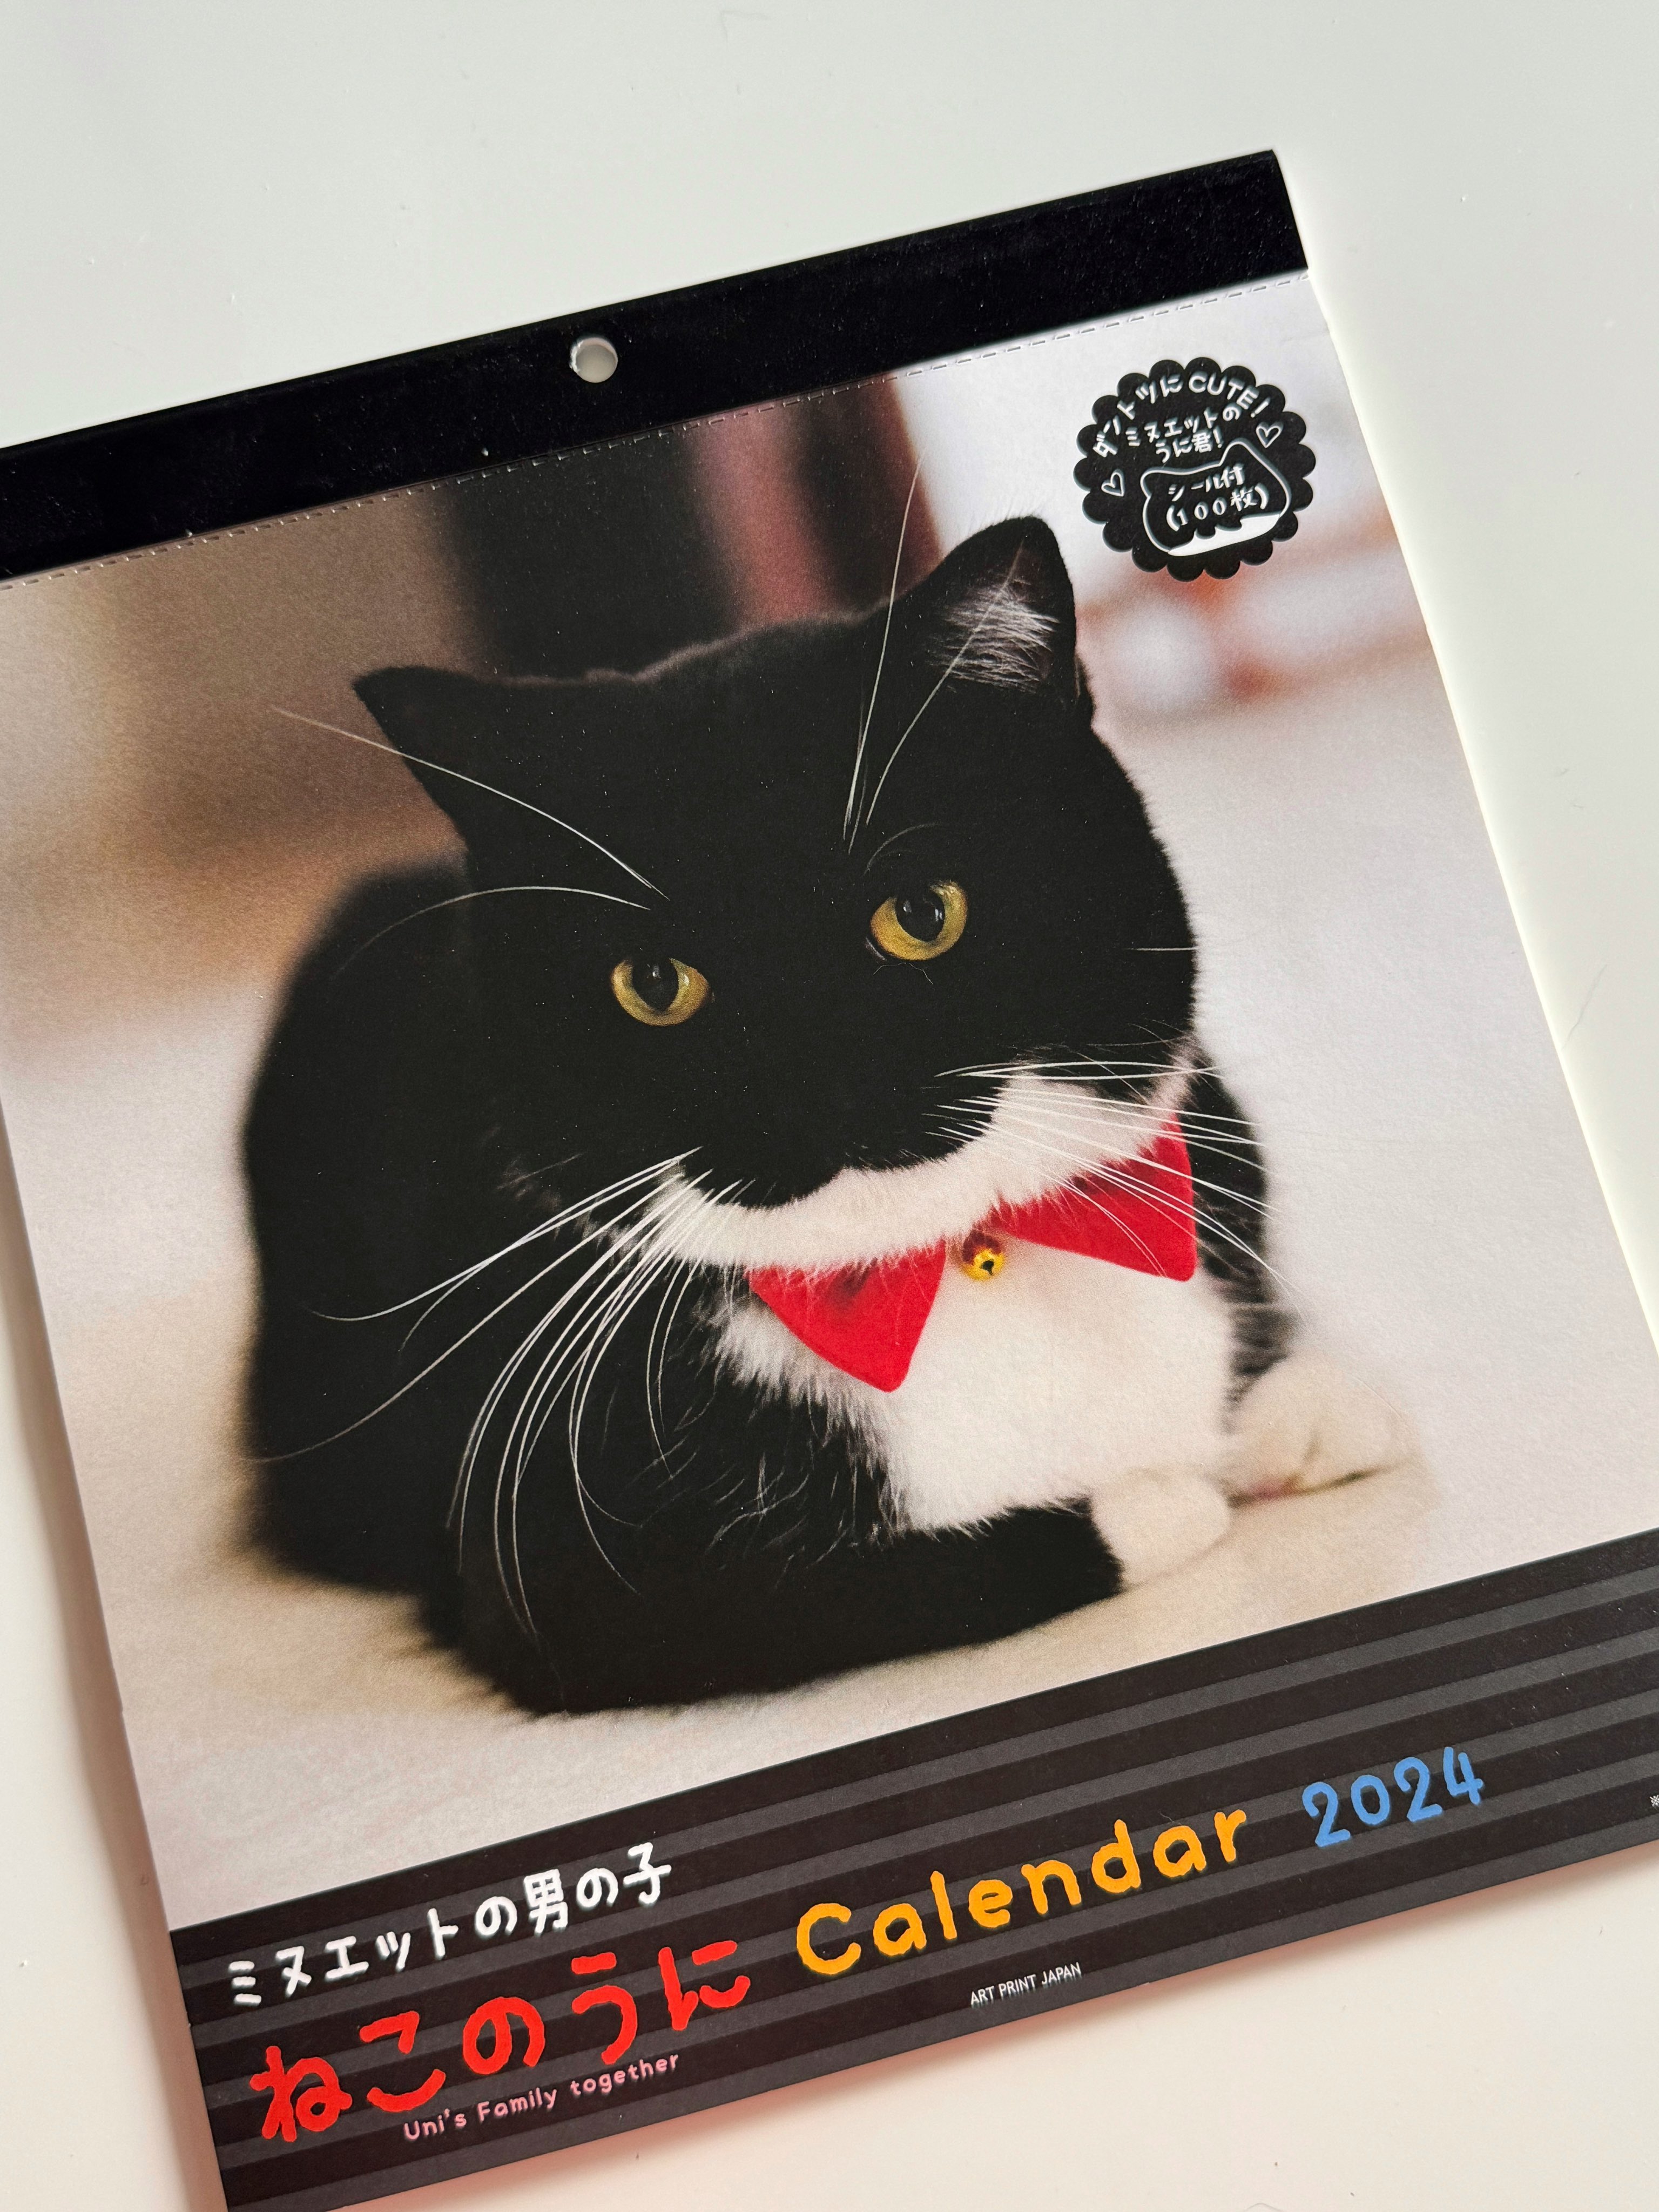 ダントツにCUTE!
ミヌエットの
うに君!
シール付
(100枚)
ミヌエットの男の子
ねこのうに Calendar 2024
Uni's Family together
ART PRINT JAPAN
※